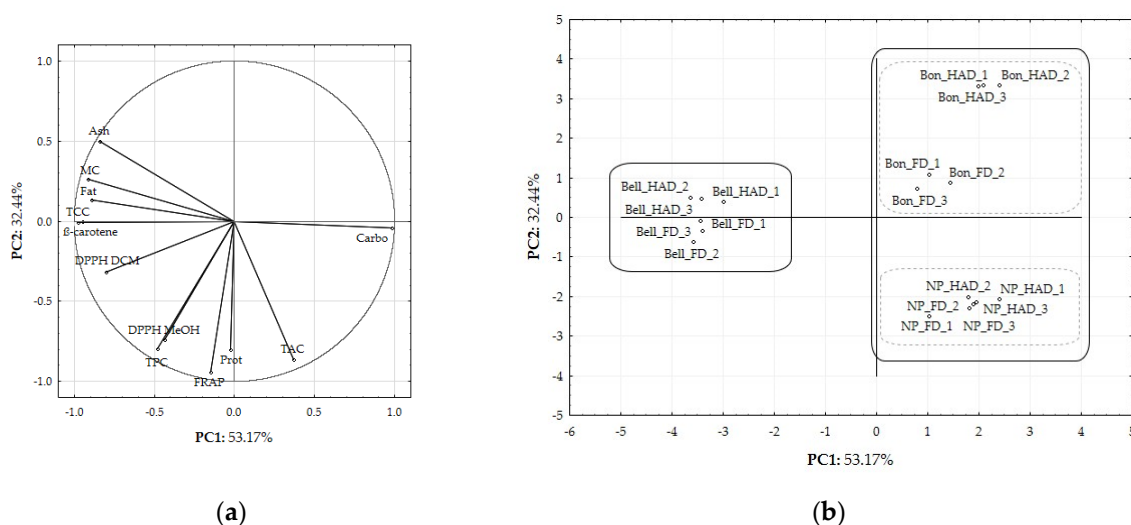 1.0
0.5
0.0
-0.5
-1.0
-1.0
-0.5
0.0
0.5
1.0
PC2: 32.44%
PC1: 53.17%
Ash
MC
Fat
TCC
ß-carotene
Carbo
DPPH DCM
DPPH MeOH
TPC
Prot
TAC
FRAP
(a)
5
4
3
2
1
0
-1
-2
-3
-4
-5
-6
-5
-4
-3
-2
-1
0
1
2
3
4
5
PC2: 32.44%
PC1: 53.17%
Bon_HAD_1
Bon_HAD_2
Bon_HAD_3
Bon_FD_1
Bon_FD_2
Bon_FD_3
Bell_HAD_2
Bell_HAD_1
Bell_HAD_3
Bell_FD_3
Bell_FD_1
Bell_FD_2
NP_HAD_2
NP_HAD_1
NP_FD_2
NP_HAD_3
NP_FD_1
NP_FD_3
(b)